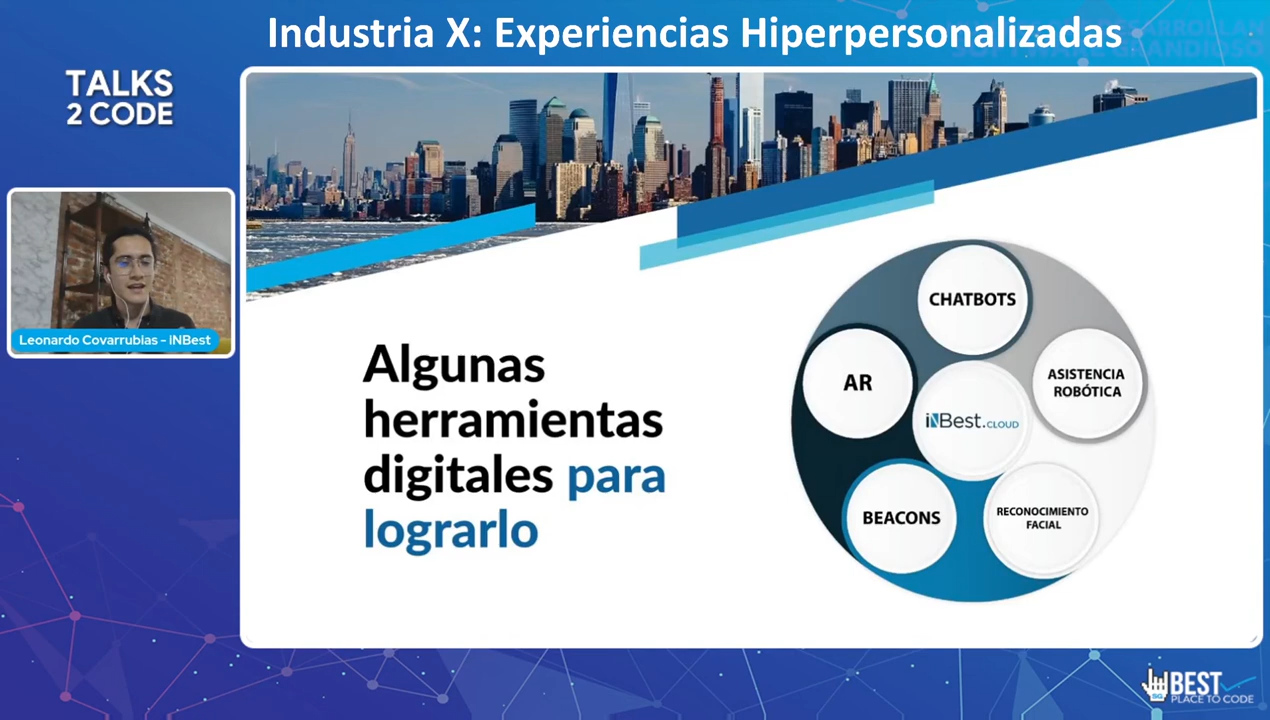 Industria X: Experiencias Hiperpersonalizadas
TALKS
2 CODE
Leonardo Covarrubias - iNBest
Algunas
herramientas
digitales para
lograrlo
CHATBOTS
AR
ASISTENCIA
ROBÓTICA
iNBest.CLOUD
BEACONS
RECONOCIMIENTO
FACIAL
SG
BEST
PLACE TO CODE